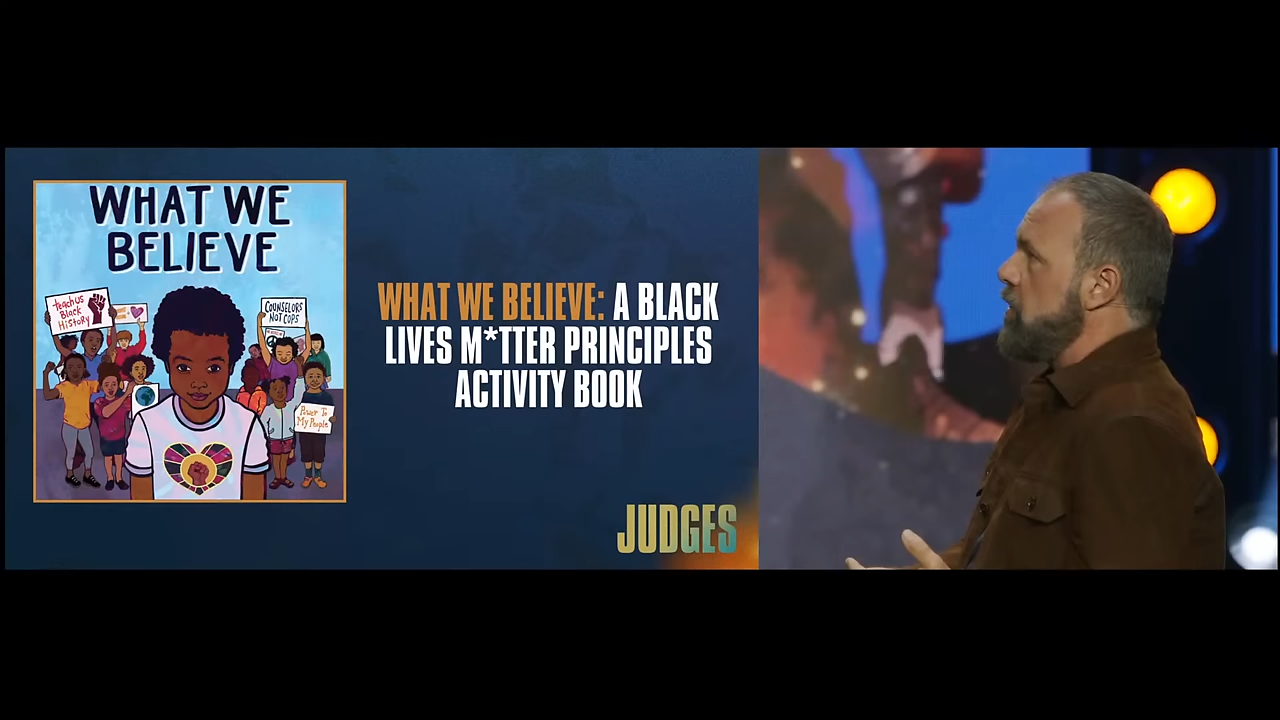 WHAT WE
BELIEVE
teach us
Black
History
COUNSELORS
NOT COPS
Power To
My People
WHAT WE BELIEVE: A BLACK
LIVES M*TTER PRINCIPLES
ACTIVITY BOOK
JUDGES